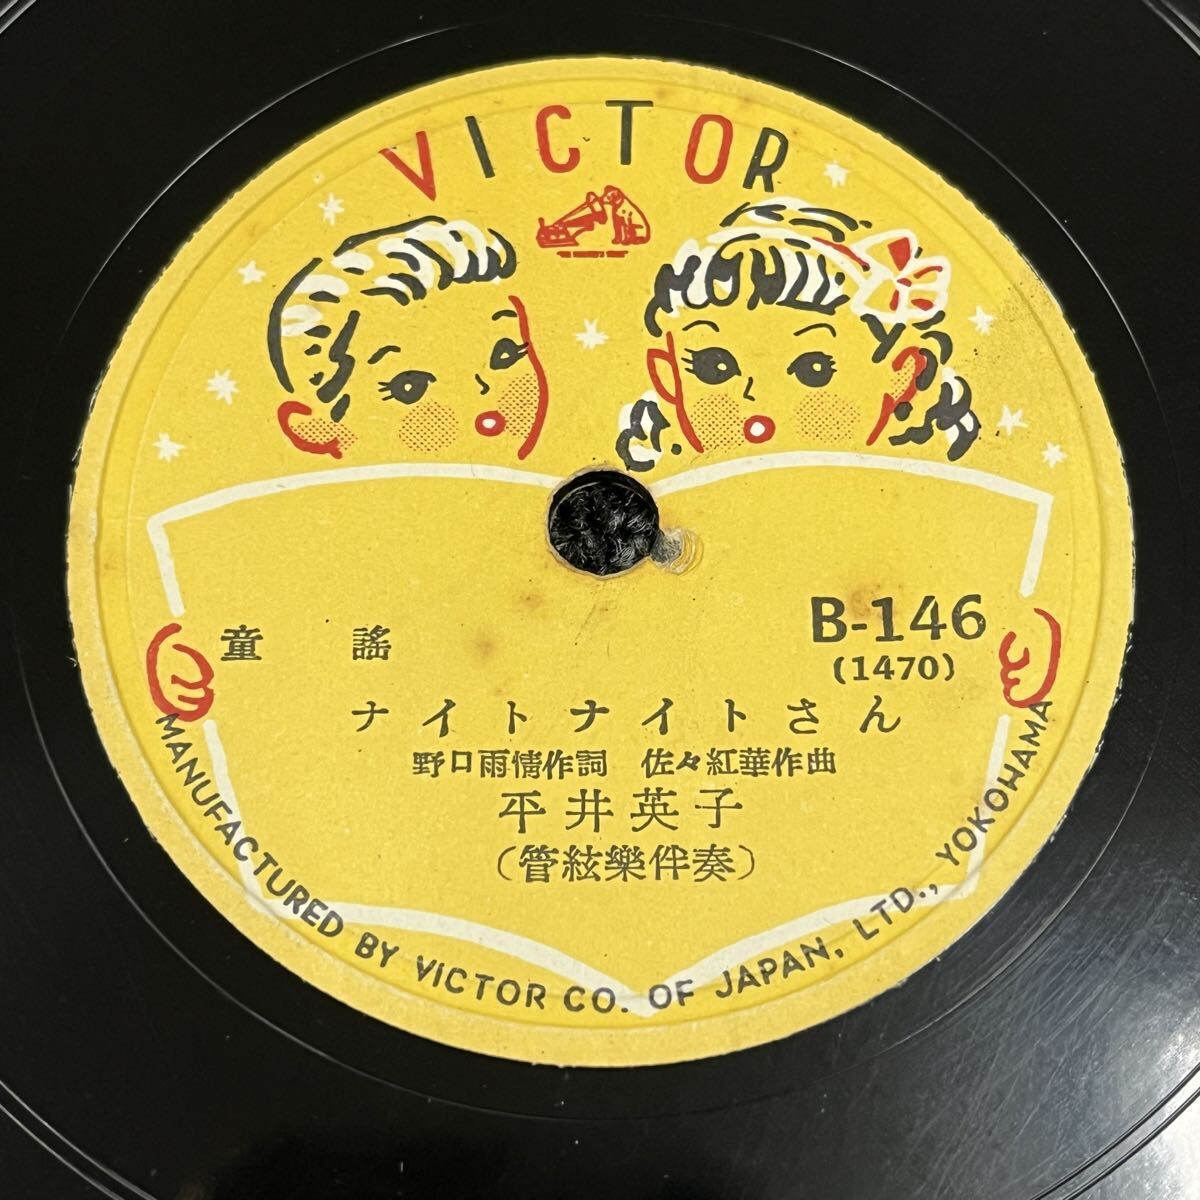 VICTOR
B-146
(1470)
童謠
ナイトナイトさん
野口雨情作詞 佐々紅華作曲
平井英子
(管絃樂伴奏)
MANUFACTURED BY VICTOR CO. OF JAPAN, LTD., YOKOHAMA